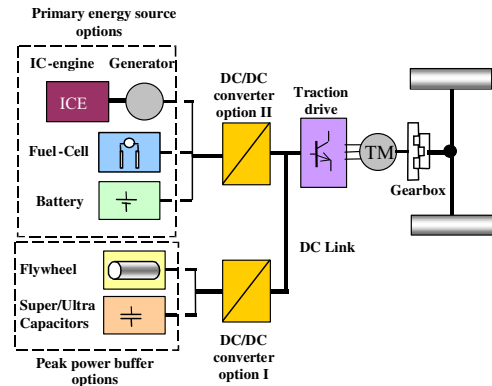 Primary energy source
options
IC-engine Generator
ICE
Fuel-Cell
Battery
DC/DC
converter
option II
Traction
drive
TM
Gearbox
DC Link
Flywheel
Super/Ultra
Capacitors
Peak power buffer
options
DC/DC
converter
option I